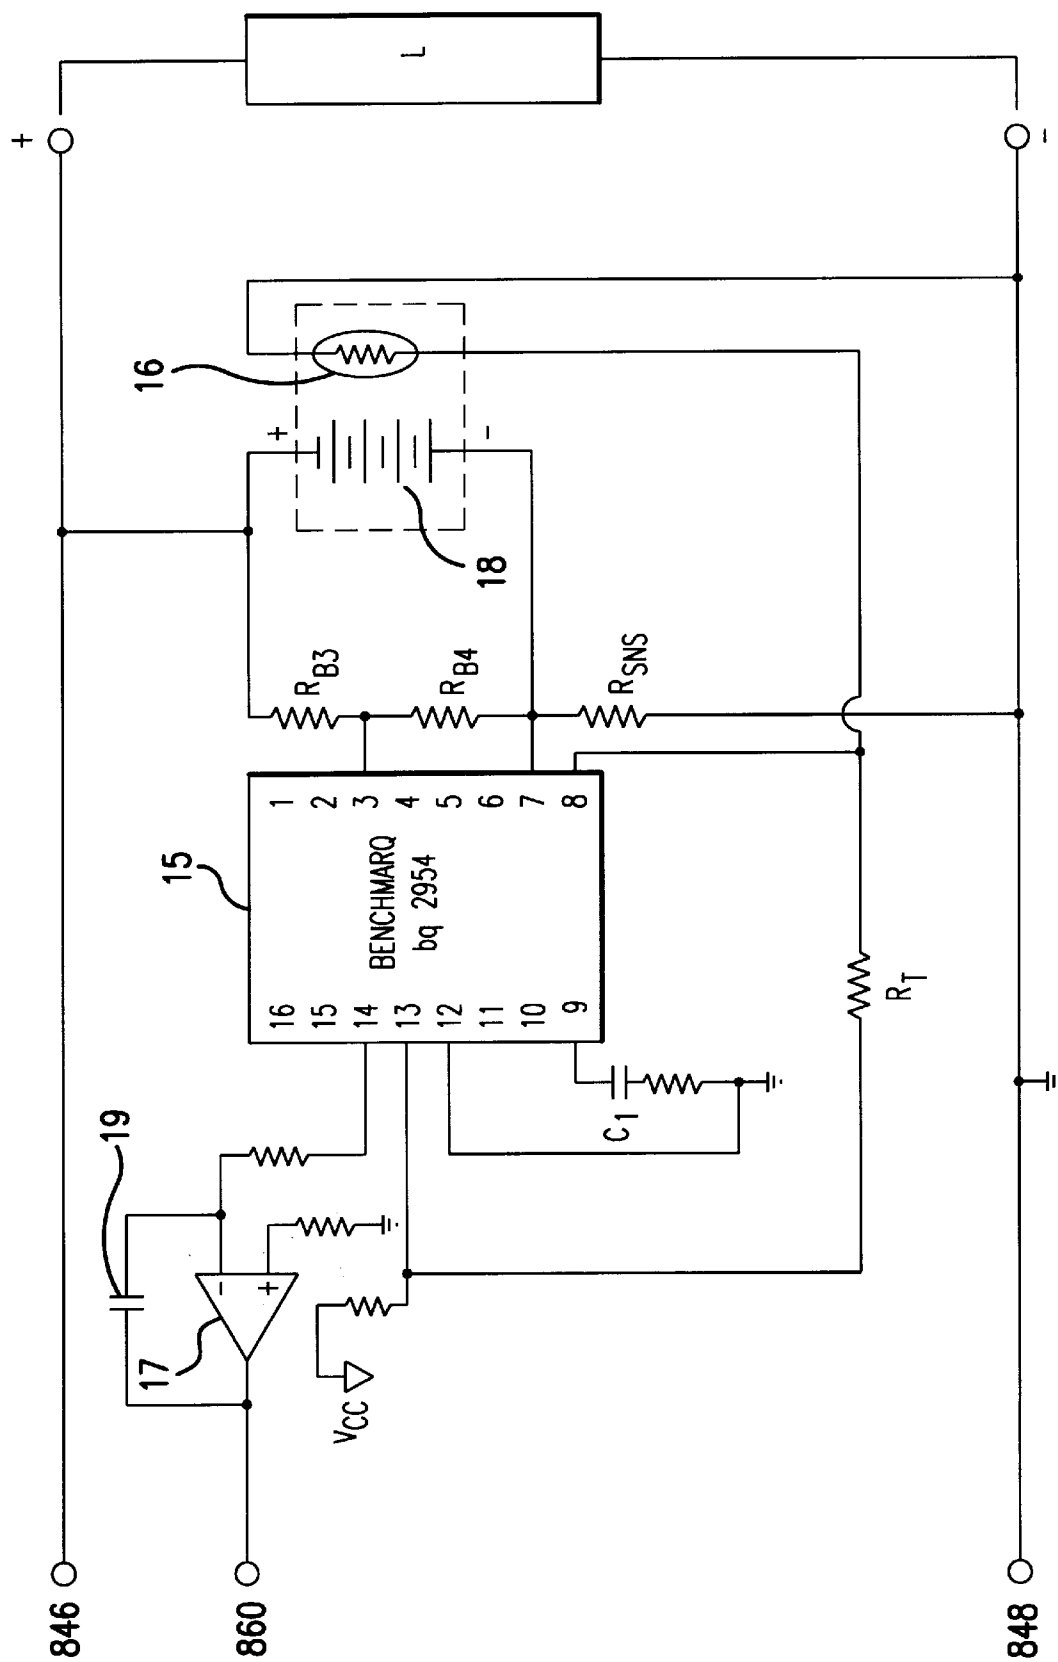 L
+
-
16
+
-
18
R_B3
R_B4
R_SNS
15
1 2 3 4 5 6 7 8
BENCHMARQ
bq 2954
16 15 14 13 12 11 10 9
R_T
19
C_1
-
+
17
V_CC
846
860
848